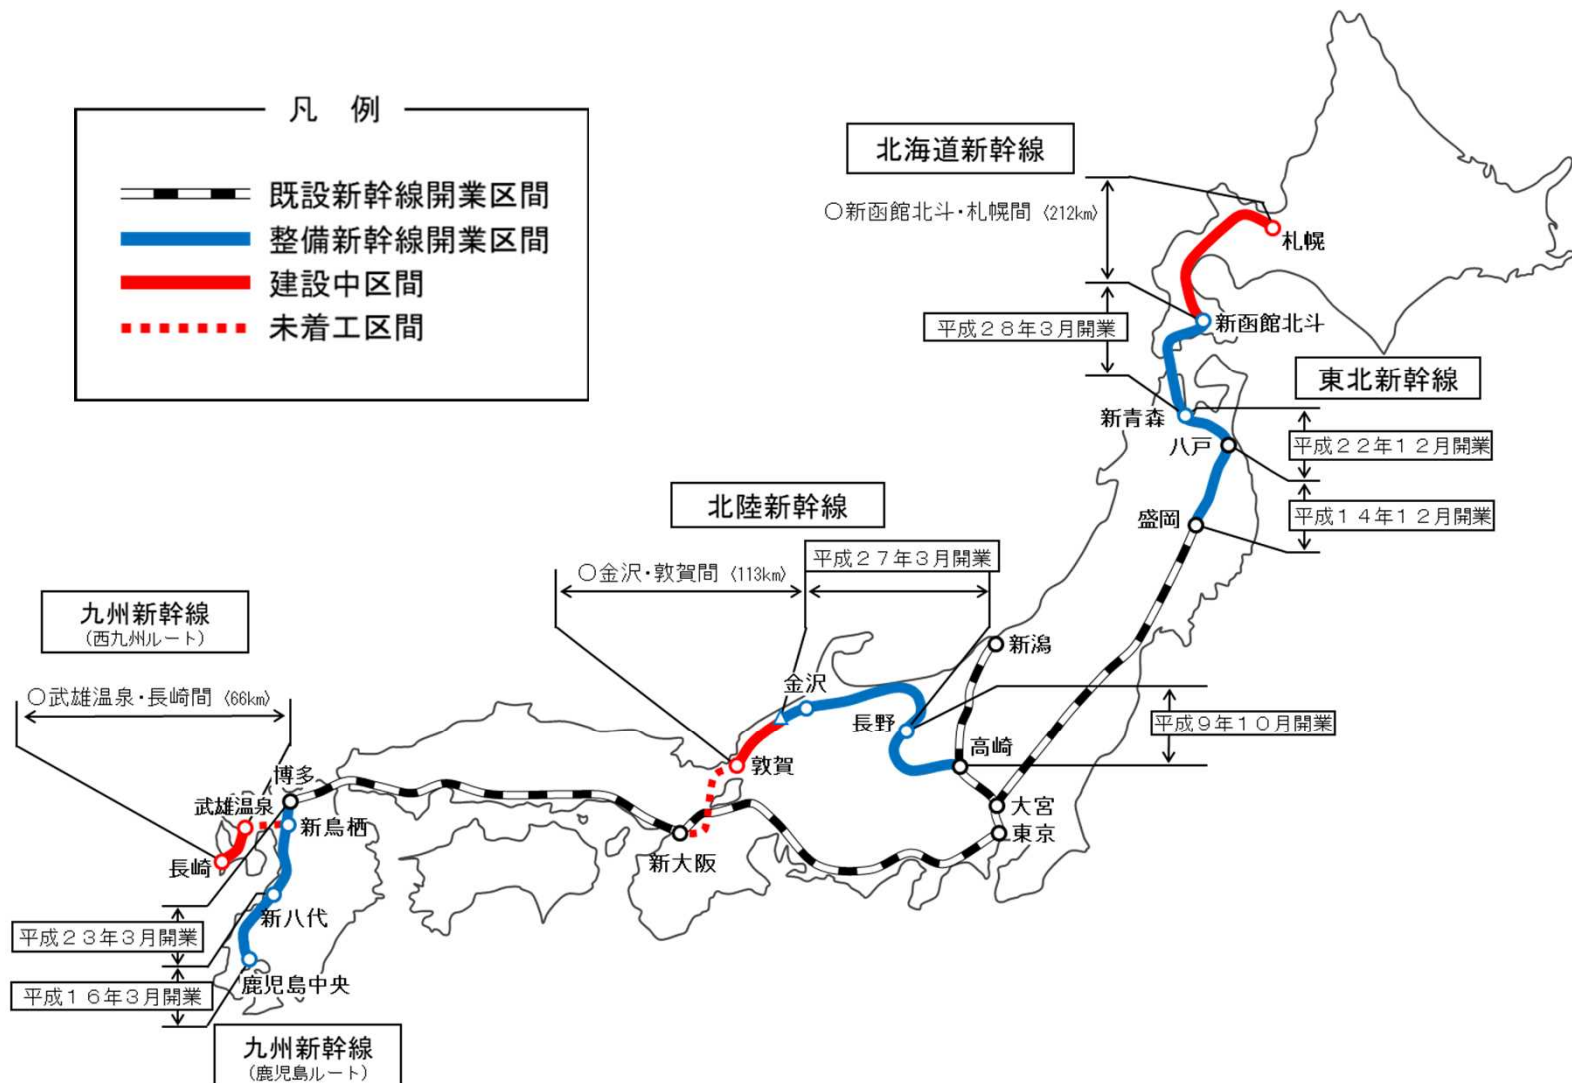 凡 例
既設新幹線開業区間
整備新幹線開業区間
建設中区間
未着工区間
北海道新幹線
○新函館北斗・札幌間 〈212km〉
札幌
平成28年3月開業
新函館北斗
東北新幹線
新青森
平成22年12月開業
八戸
平成14年12月開業
盛岡
北陸新幹線
平成27年3月開業
○金沢・敦賀間 〈113km〉
九州新幹線
(西九州ルート)
○武雄温泉・長崎間 〈66km〉
新潟
金沢
長野
平成9年10月開業
高崎
敦賀
大宮
東京
博多
武雄温泉
新鳥栖
新大阪
長崎
新八代
平成23年3月開業
鹿児島中央
平成16年3月開業
九州新幹線
(鹿児島ルート)